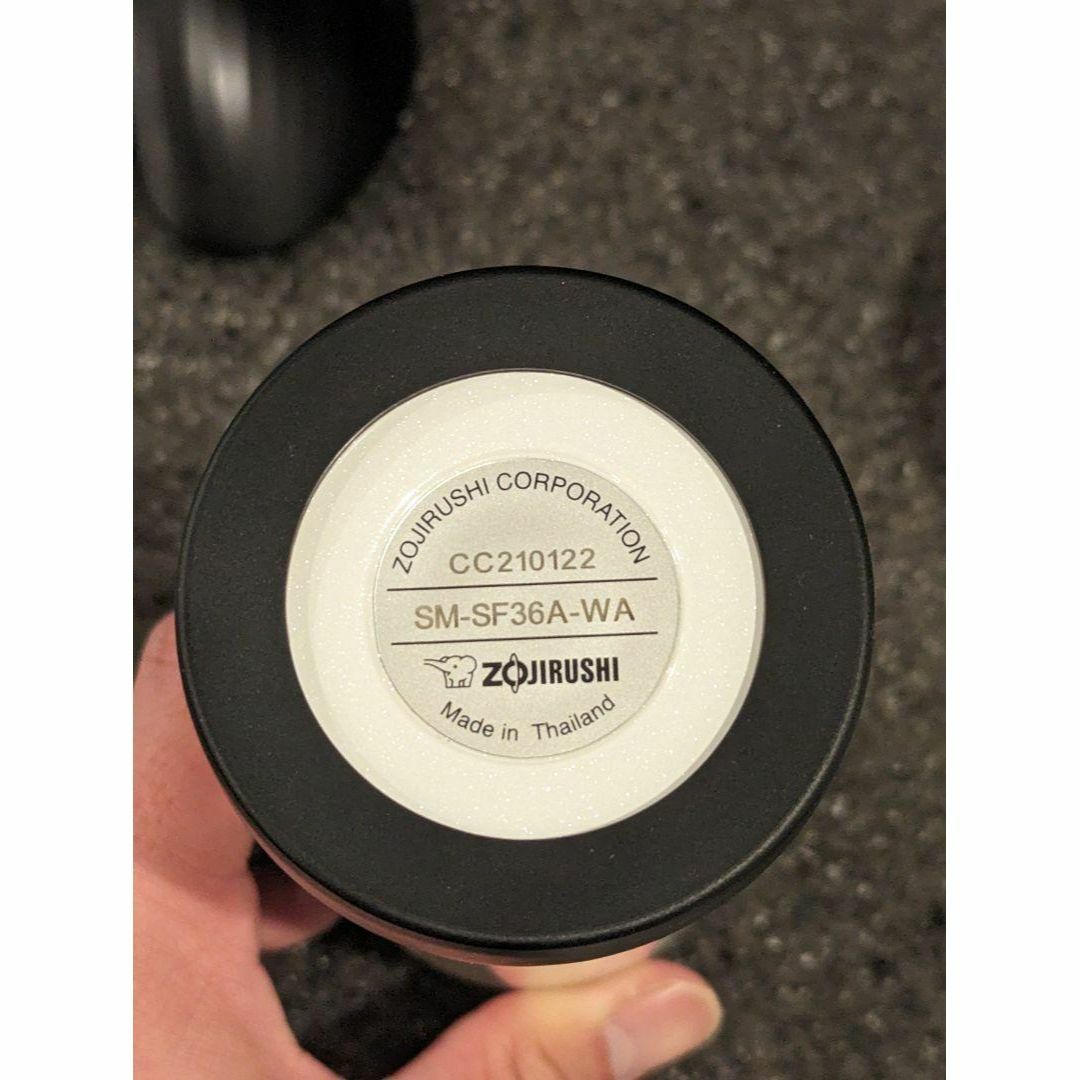 ZOJIRUSHI CORPORATION
CC210122
SM-SF36A-WA
ZOJIRUSHI
Made in Thailand